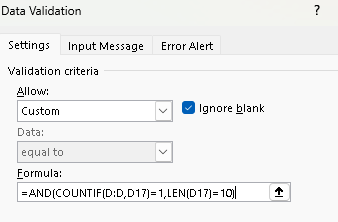 Data Validation ?
Settings Input Message Error Alert
Validation criteria
Allow:
Custom Ignore blank
Data:
equal to
Formula:
=AND(COUNTIF(D:D,D17)=1,LEN(D17)=10)